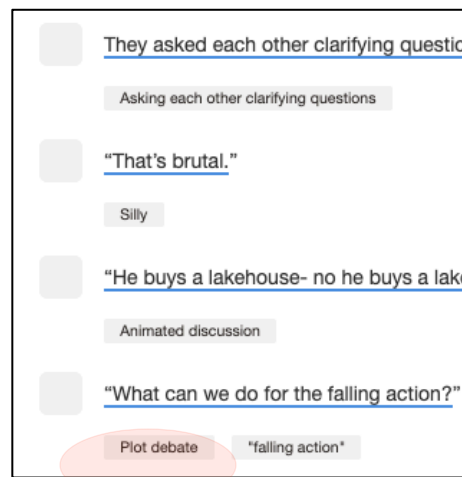 They asked each other clarifying questio
Asking each other clarifying questions
“That’s brutal.”
Silly
“He buys a lakehouse- no he buys a lake
Animated discussion
“What can we do for the falling action?”
Plot debate "falling action"